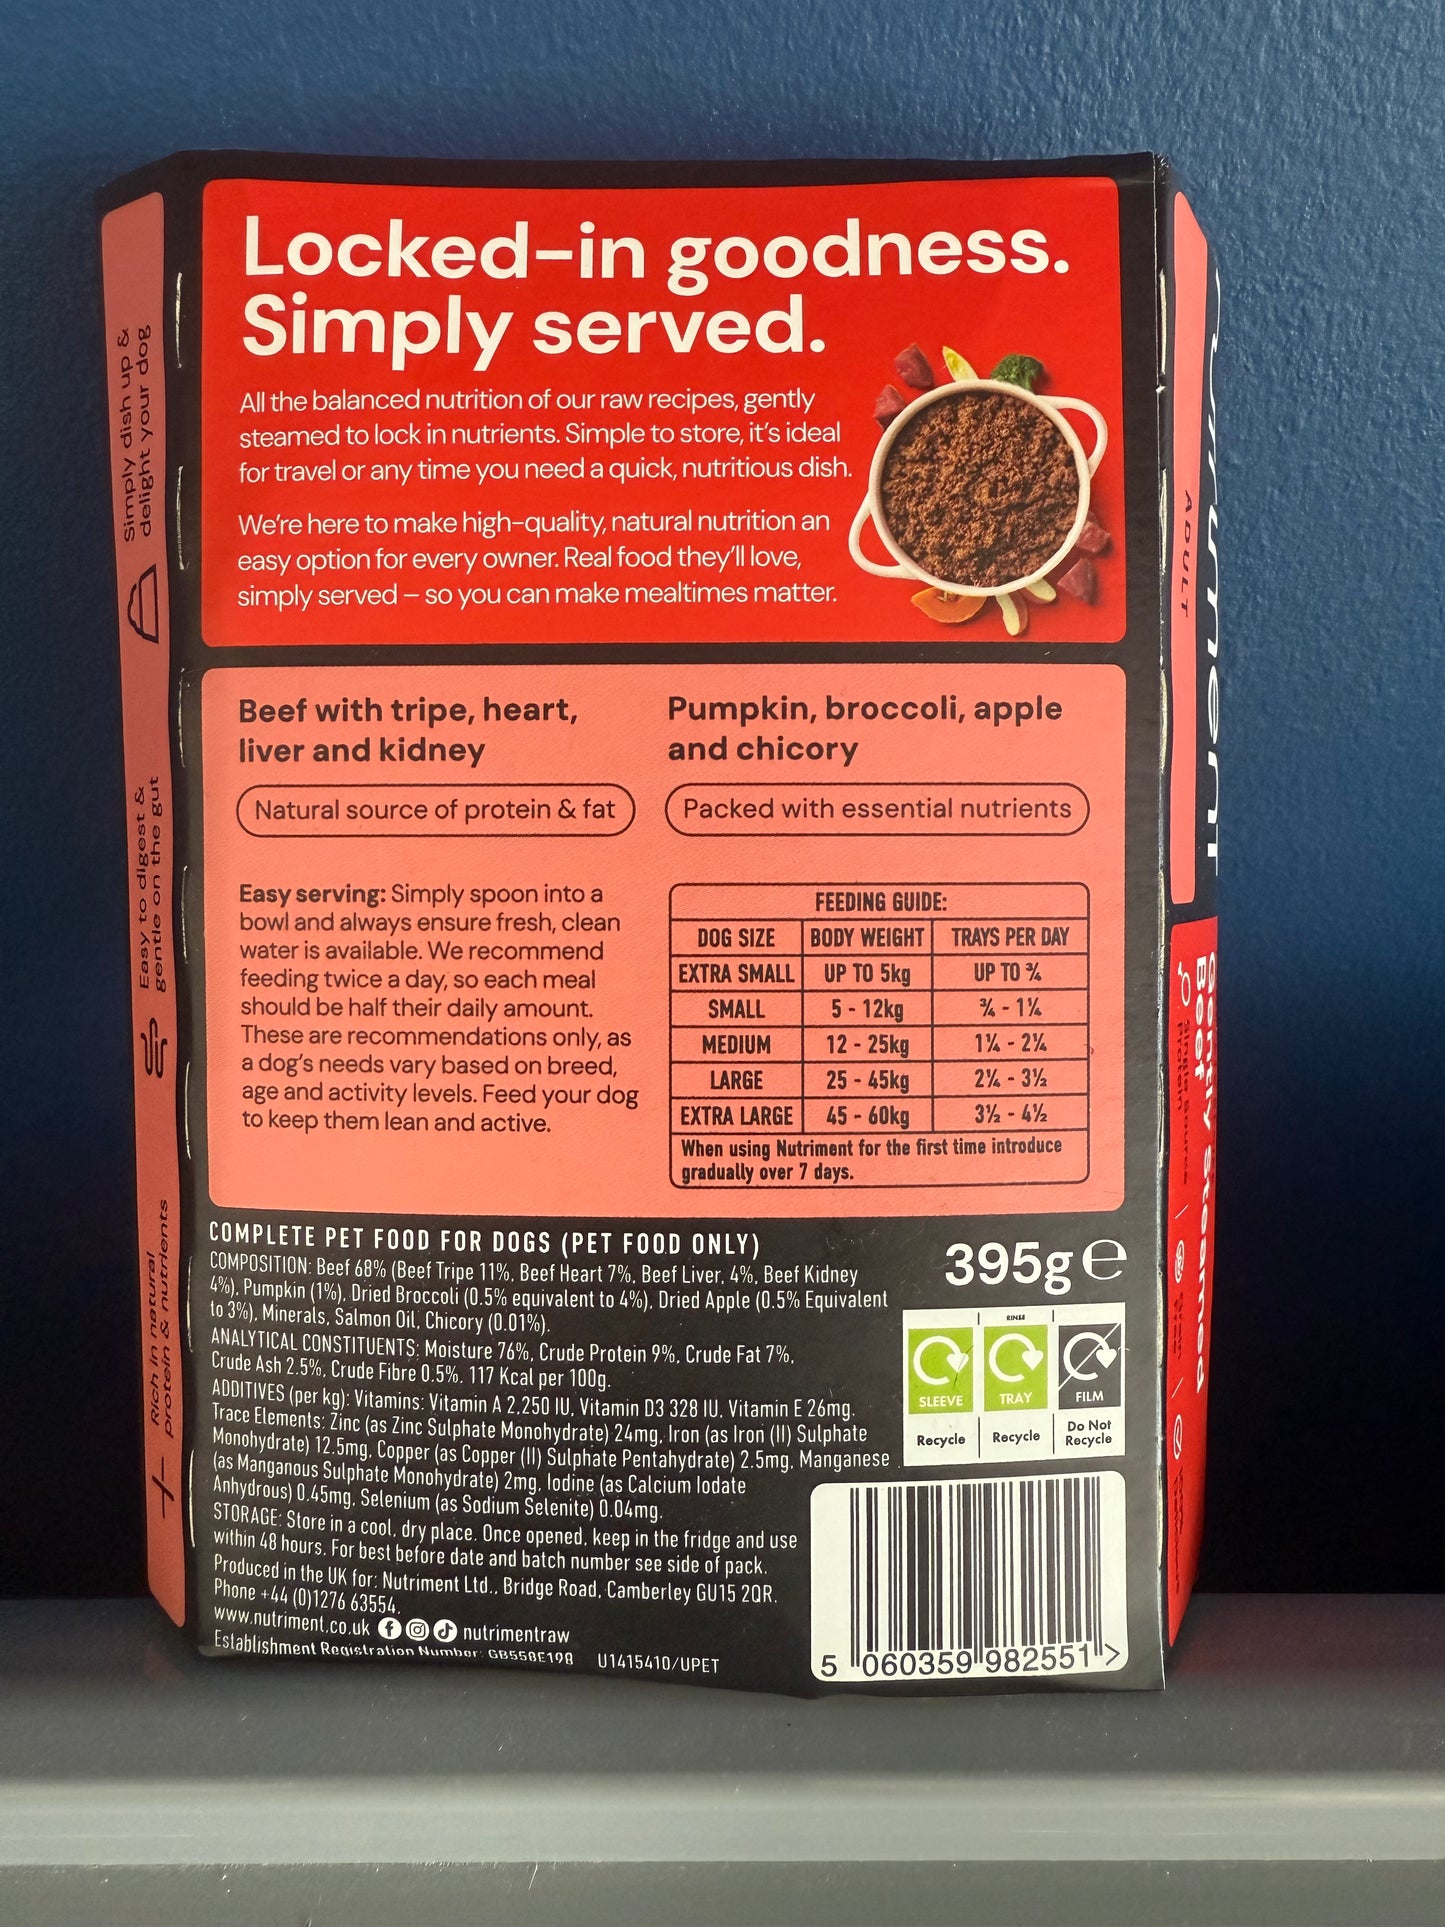 Locked-in goodness.
Simply served.
All the balanced nutrition of our raw recipes, gently
steamed to lock in nutrients. Simple to store, it's ideal
for travel or any time you need a quick, nutritious dish.
We're here to make high-quality, natural nutrition an
easy option for every owner. Real food they'll love,
simply served – so you can make mealtimes matter.
Beef with tripe, heart,
liver and kidney
Natural source of protein & fat
Pumpkin, broccoli, apple
and chicory
Packed with essential nutrients
Easy serving: Simply spoon into a
bowl and always ensure fresh, clean
water is available. We recommend
feeding twice a day, so each meal
should be half their daily amount.
These are recommendations only, as
a dog's needs vary based on breed,
age and activity levels. Feed your dog
to keep them lean and active.
FEEDING GUIDE:
DOG SIZE BODY WEIGHT TRAYS PER DAY
EXTRA SMALL UP TO 5kg UP TO ¾
SMALL 5 - 12kg ¾ - 1¼
MEDIUM 12 - 25kg 1¼ - 2¼
LARGE 25 - 45kg 2¼ - 3½
EXTRA LARGE 45 - 60kg 3½ - 4½
When using Nutriment for the first time introduce
gradually over 7 days.
COMPLETE PET FOOD FOR DOGS (PET FOOD ONLY)
COMPOSITION: Beef 68% (Beef Tripe 11%, Beef Heart 7%, Beef Liver, 4%, Beef Kidney
4%), Pumpkin (1%), Dried Broccoli (0.5% equivalent to 4%), Dried Apple (0.5% Equivalent
to 3%), Minerals, Salmon Oil, Chicory (0.01%).
ANALYTICAL CONSTITUENTS: Moisture 76%, Crude Protein 9%, Crude Fat 7%,
Crude Ash 2.5%, Crude Fibre 0.5%. 117 Kcal per 100g.
ADDITIVES (per kg): Vitamins: Vitamin A 2,250 IU, Vitamin D3 328 IU, Vitamin E 26mg.
Trace Elements: Zinc (as Zinc Sulphate Monohydrate) 24mg, Iron (as Iron (II) Sulphate
Monohydrate) 12.5mg, Copper (as Copper (II) Sulphate Pentahydrate) 2.5mg, Manganese
(as Manganous Sulphate Monohydrate) 2mg, Iodine (as Calcium Iodate
Anhydrous) 0.45mg, Selenium (as Sodium Selenite) 0.04mg.
STORAGE: Store in a cool, dry place. Once opened, keep in the fridge and use
within 48 hours. For best before date and batch number see side of pack.
Produced in the UK for: Nutriment Ltd., Bridge Road, Camberley GU15 2QR.
Phone +44 (0)1276 63554.
www.nutriment.co.uk nutrimentraw
Establishment Registration Number: GB558E198 U1415410/UPET
395g e
RINSE
SLEEVE TRAY FILM
Recycle Recycle Do Not
Recycle
5 060359 982551 >
Simply dish up &
delight your dog
Easy to digest &
gentle on the gut
Rich in natural
protein & nutrients
Nutriment
ADULT
Gently steamed
Beef
Single Source
Protein